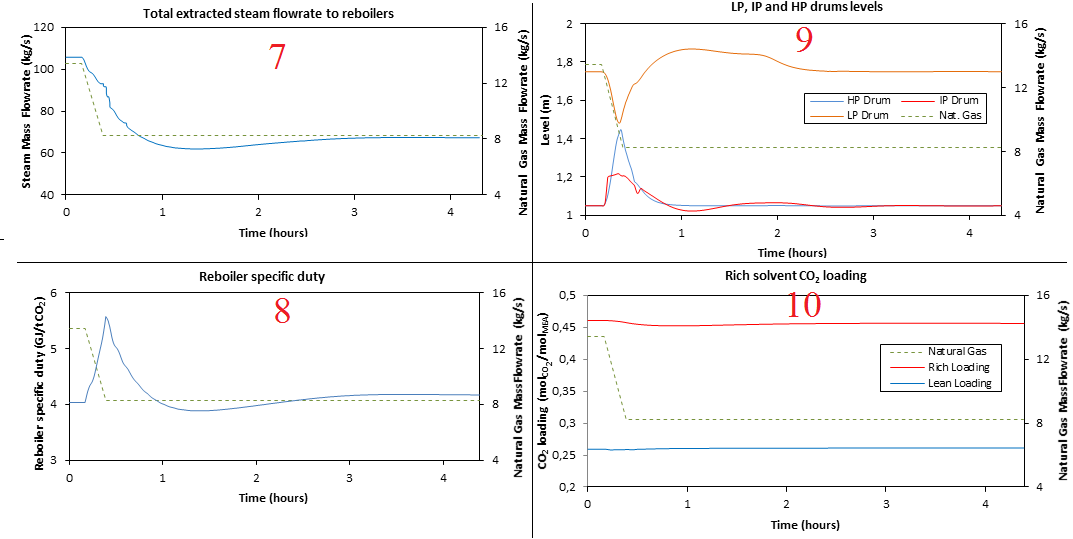 Total extracted steam flowrate to reboilers
7
Steam Mass Flowrate (kg/s)
120
100
80
60
40
16
12
8
4
Natural Gas Mass Flowrate (kg/s)
0
1
2
3
4
Time (hours)
LP, IP and HP drums levels
9
Level (m)
2
1,8
1,6
1,4
1,2
1
16
12
8
4
Natural Gas Mass Flowrate (kg/s)
HP Drum
IP Drum
LP Drum
Nat. Gas
0
1
2
3
4
Time (hours)
Reboiler specific duty
8
Reboiler specific duty (GJ/tCO2)
6
5
4
3
16
12
8
4
Natural Gas MassFlowrate (kg/s)
0
1
2
3
4
Time (hours)
Rich solvent CO2 loading
10
CO2 loading (molCO2/molMEA)
0,5
0,45
0,4
0,35
0,3
0,25
0,2
16
12
8
4
Natural Gas MassFlowrate (kg/s)
Natural Gas
Rich Loading
Lean Loading
0
1
2
3
4
Time (hours)